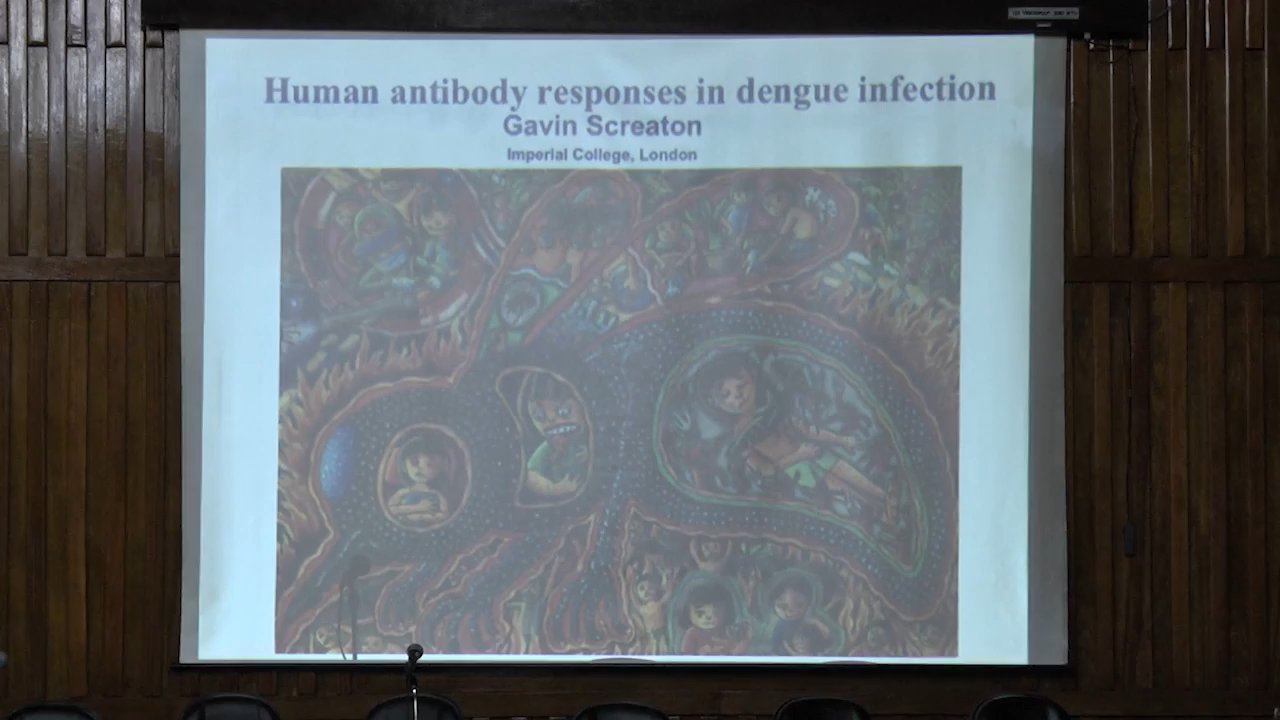 Human antibody responses in dengue infection
Gavin Screaton
Imperial College, London